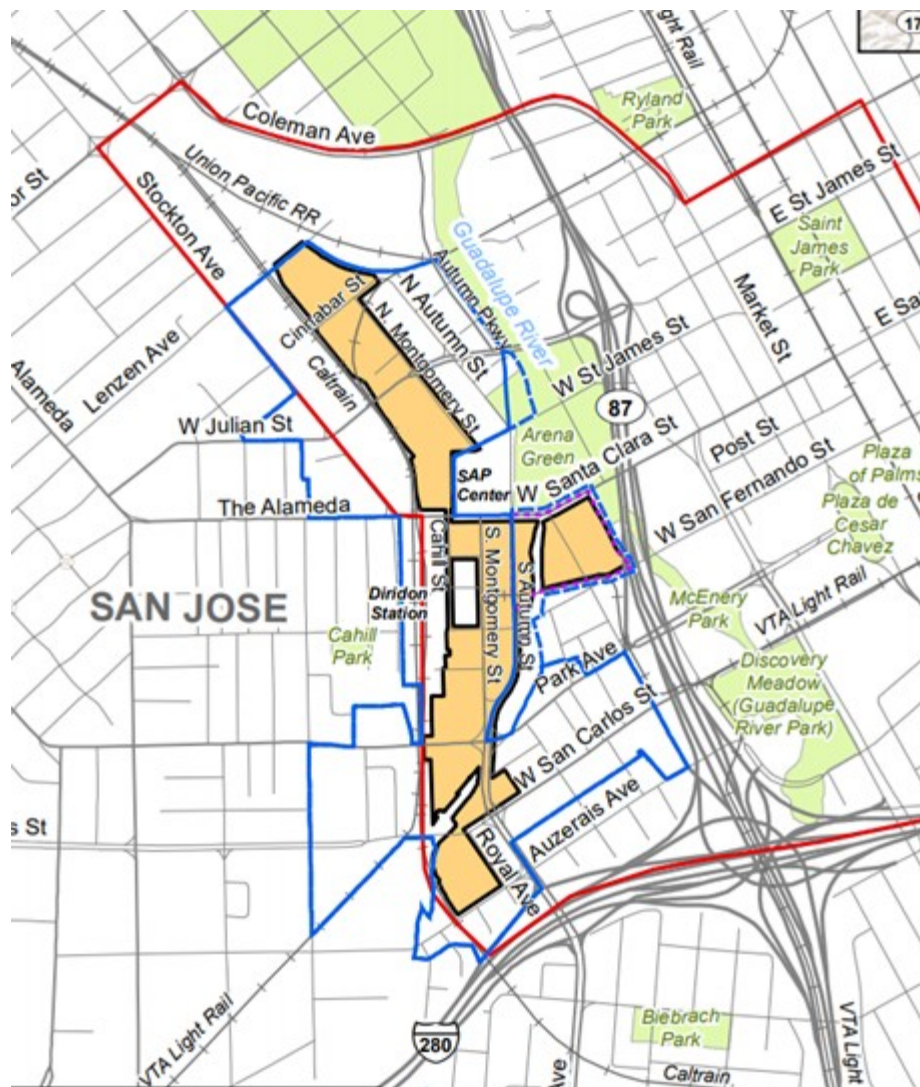 17
Rail
VTA Light Rail
Ryland
Park
Coleman Ave
or St
Union Pacific RR
E St James St
Stockton Ave
Saint
James
Park
Guadalupe River
Autumn Pkwy
N Autumn St
Cinnabar St
N. Montgomery St
Market St
E Sa
Lenzen Ave
Caltrain
W St James St
87
Alameda
W Julian St
Arena
Green
Post St
SAP
Center
W Santa Clara St
W San Fernando St
Plaza
of Palms
The Alameda
Plaza de
Cesar
Chavez
Cahill St
S. Montgomery St
S Autumn St
SAN JOSE
Diridon
Station
McEnery
Park
VTA Light Rail
Cahill
Park
Park Ave
Discovery
Meadow
(Guadalupe
River Park)
W San Carlos St
s St
Auzerais Ave
Royal Ave
VTA Light Rail
280
Biebrach
Park
VTA Light
Caltrain
Ave